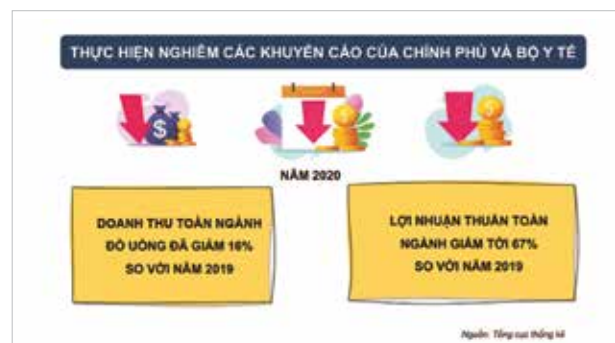 THỰC HIỆN NGHIÊM CÁC KHUYẾN CÁO CỦA CHÍNH PHỦ VÀ BỘ Y TẾ
$
NĂM 2020
DOANH THU TOÀN NGÀNH
ĐỒ UỐNG ĐÃ GIẢM 16%
SO VỚI NĂM 2019
LỢI NHUẬN THUẦN TOÀN
NGÀNH GIẢM TỚI 67%
SO VỚI NĂM 2019
Nguồn: Tổng cục thống kê